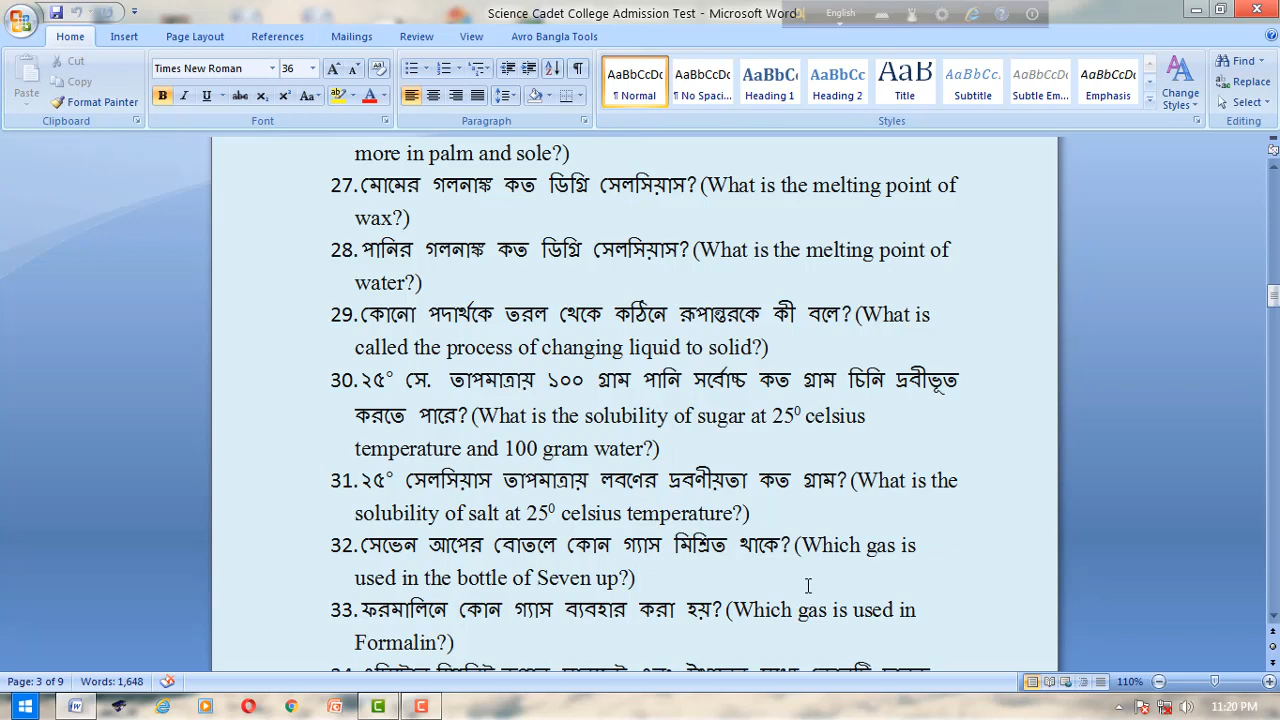 Science Cadet College Admission Test - Microsoft Word
English
Home Insert Page Layout References Mailings Review View Avro Bangla Tools
Paste
Cut
Copy
Format Painter
Clipboard
Times New Roman 36
Font
Paragraph
AaBbCcDc AaBbCcDc AaBbC AaBbCc AaB AaBbCc. AaBbCcDc AaBbCcDc
¶ Normal ¶ No Spaci... Heading 1 Heading 2 Title Subtitle Subtle Em... Emphasis
Change Styles
Styles
Find
Replace
Select
Editing
more in palm and sole?)
27. মোমের গলনাঙ্ক কত ডিগ্রি সেলসিয়াস? (What is the melting point of
wax?)
28. পানির গলনাঙ্ক কত ডিগ্রি সেলসিয়াস? (What is the melting point of
water?)
29. কোনো পদার্থকে তরল থেকে কঠিনে রূপান্তরকে কী বলে? (What is
called the process of changing liquid to solid?)
30. ২৫° সে. তাপমাত্রায় ১০০ গ্রাম পানি সর্বোচ্চ কত গ্রাম চিনি দ্রবীভূত
করতে পারে? (What is the solubility of sugar at 25⁰ celsius
temperature and 100 gram water?)
31. ২৫° সেলসিয়াস তাপমাত্রায় লবণের দ্রবণীয়তা কত গ্রাম? (What is the
solubility of salt at 25⁰ celsius temperature?)
32. সেভেন আপের বোতলে কোন গ্যাস মিশ্রিত থাকে? (Which gas is
used in the bottle of Seven up?)
33. ফরমালিনে কোন গ্যাস ব্যবহার করা হয়? (Which gas is used in
Formalin?)
Page: 3 of 9 Words: 1,648
110%
11:20 PM